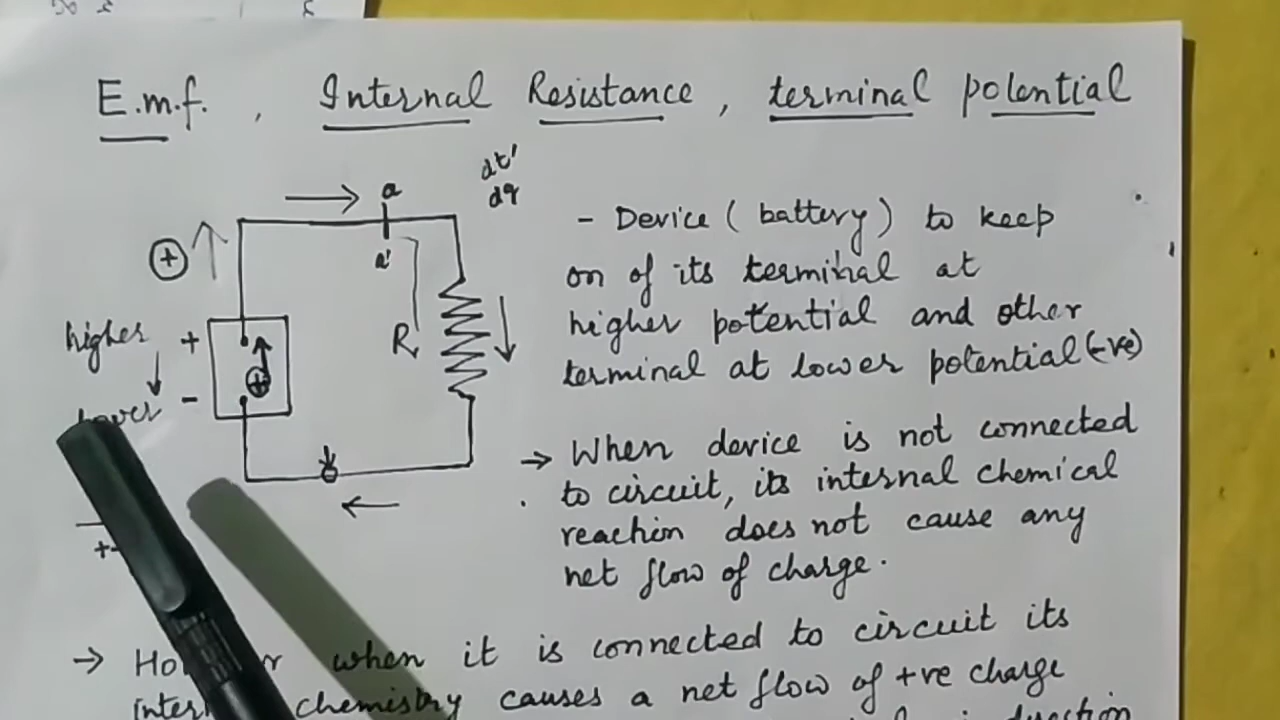 E.m.f. , Internal Resistance , terminal potential
dt'
dq
a
a'
+
R
higher +
lower -
+
- Device ( battery ) to keep
on of its terminal at
higher potential and other
terminal at lower potential (-ve)
→ When device is not connected
to circuit, its internal chemical
reaction does not cause any
net flow of charge.
→ when it is connected to circuit its
chemistry causes a net flow of +ve charge
direction